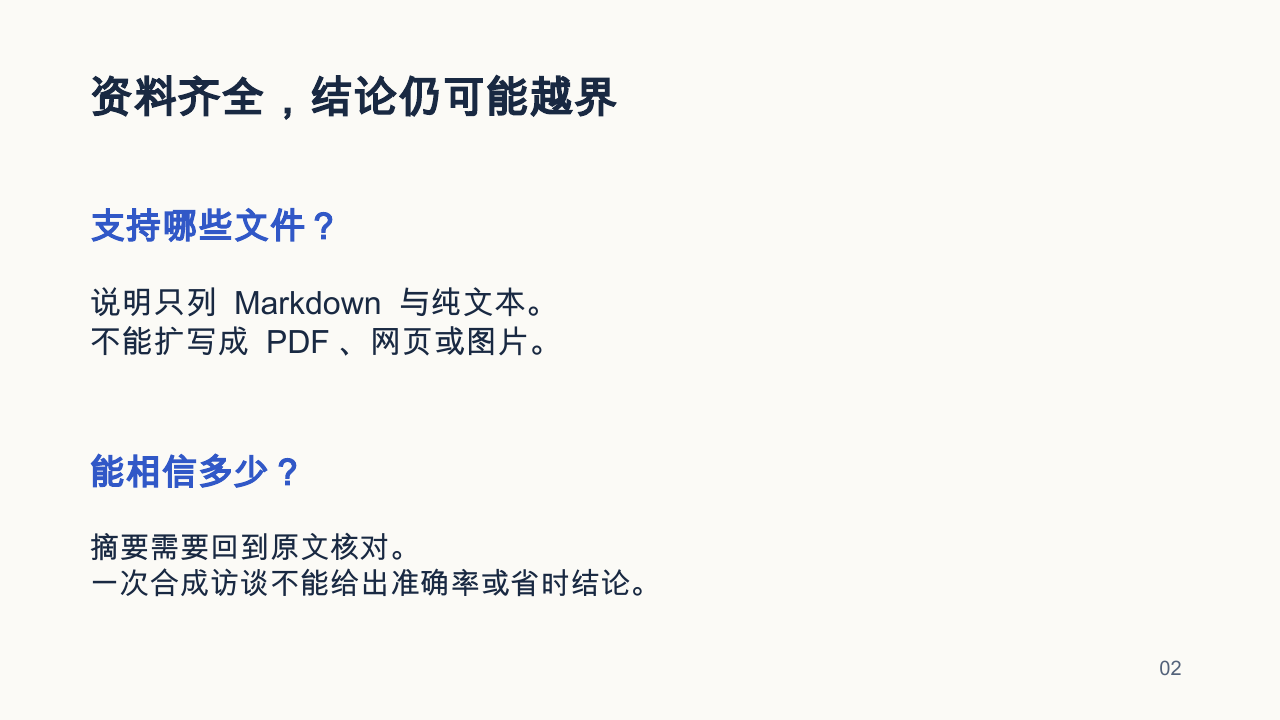 资料齐全，结论仍可能越界
支持哪些文件？
说明只列 Markdown 与纯文本。
不能扩写成 PDF、网页或图片。
能相信多少？
摘要需要回到原文核对。
一次合成访谈不能给出准确率或省时结论。
02